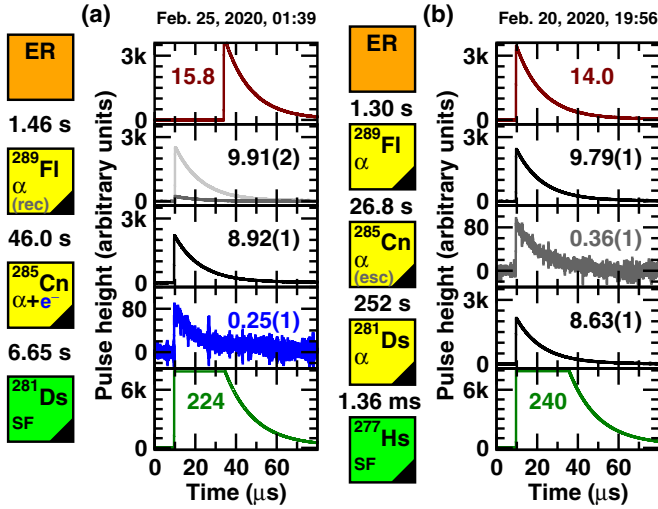 (a)
Feb. 25, 2020, 01:39
ER
1.46 s
289Fl
α
(rec)
46.0 s
285Cn
α+e−
6.65 s
281Ds
SF
Pulse height (arbitrary units)
3k
0
15.8
3k
0
9.91(2)
3k
0
8.92(1)
80
0
0.25(1)
6k
0
224
0 20 40 60
Time (μs)
(b)
Feb. 20, 2020, 19:56
ER
1.30 s
289Fl
α
26.8 s
285Cn
α
(esc)
252 s
281Ds
α
1.36 ms
277Hs
SF
Pulse height (arbitrary units)
3k
0
14.0
3k
0
9.79(1)
80
0
0.36(1)
3k
0
8.63(1)
6k
0
240
0 20 40 60
Time (μs)